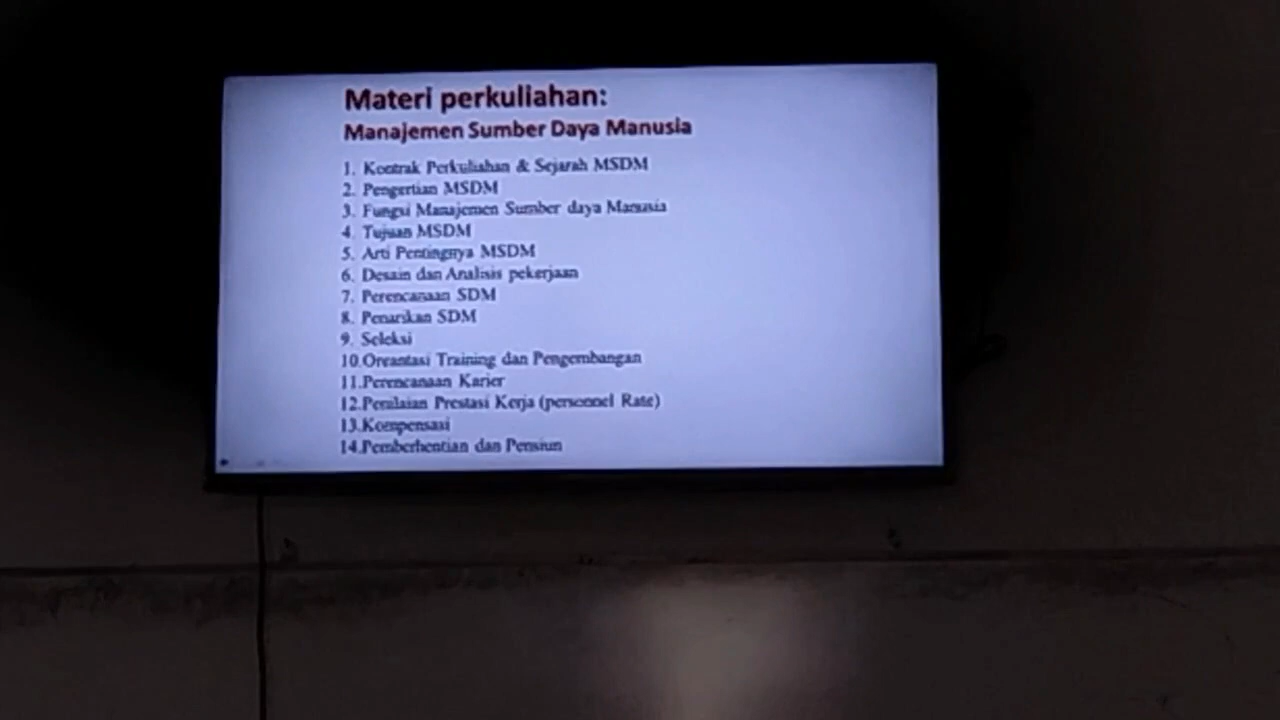 Materi perkuliahan:
Manajemen Sumber Daya Manusia
1. Kontrak Perkuliahan & Sejarah MSDM
2. Pengertian MSDM
3. Fungsi Manajemen Sumber daya Manusia
4. Tujuan MSDM
5. Arti Pentingnya MSDM
6. Desain dan Analisis pekerjaan
7. Perencanaan SDM
8. Penarikan SDM
9. Seleksi
10.Oreantasi Training dan Pengembangan
11.Perencanaan Karier
12.Penilaian Prestasi Kerja (personnel Rate)
13.Kompensasi
14.Pemberhentian dan Pensiun